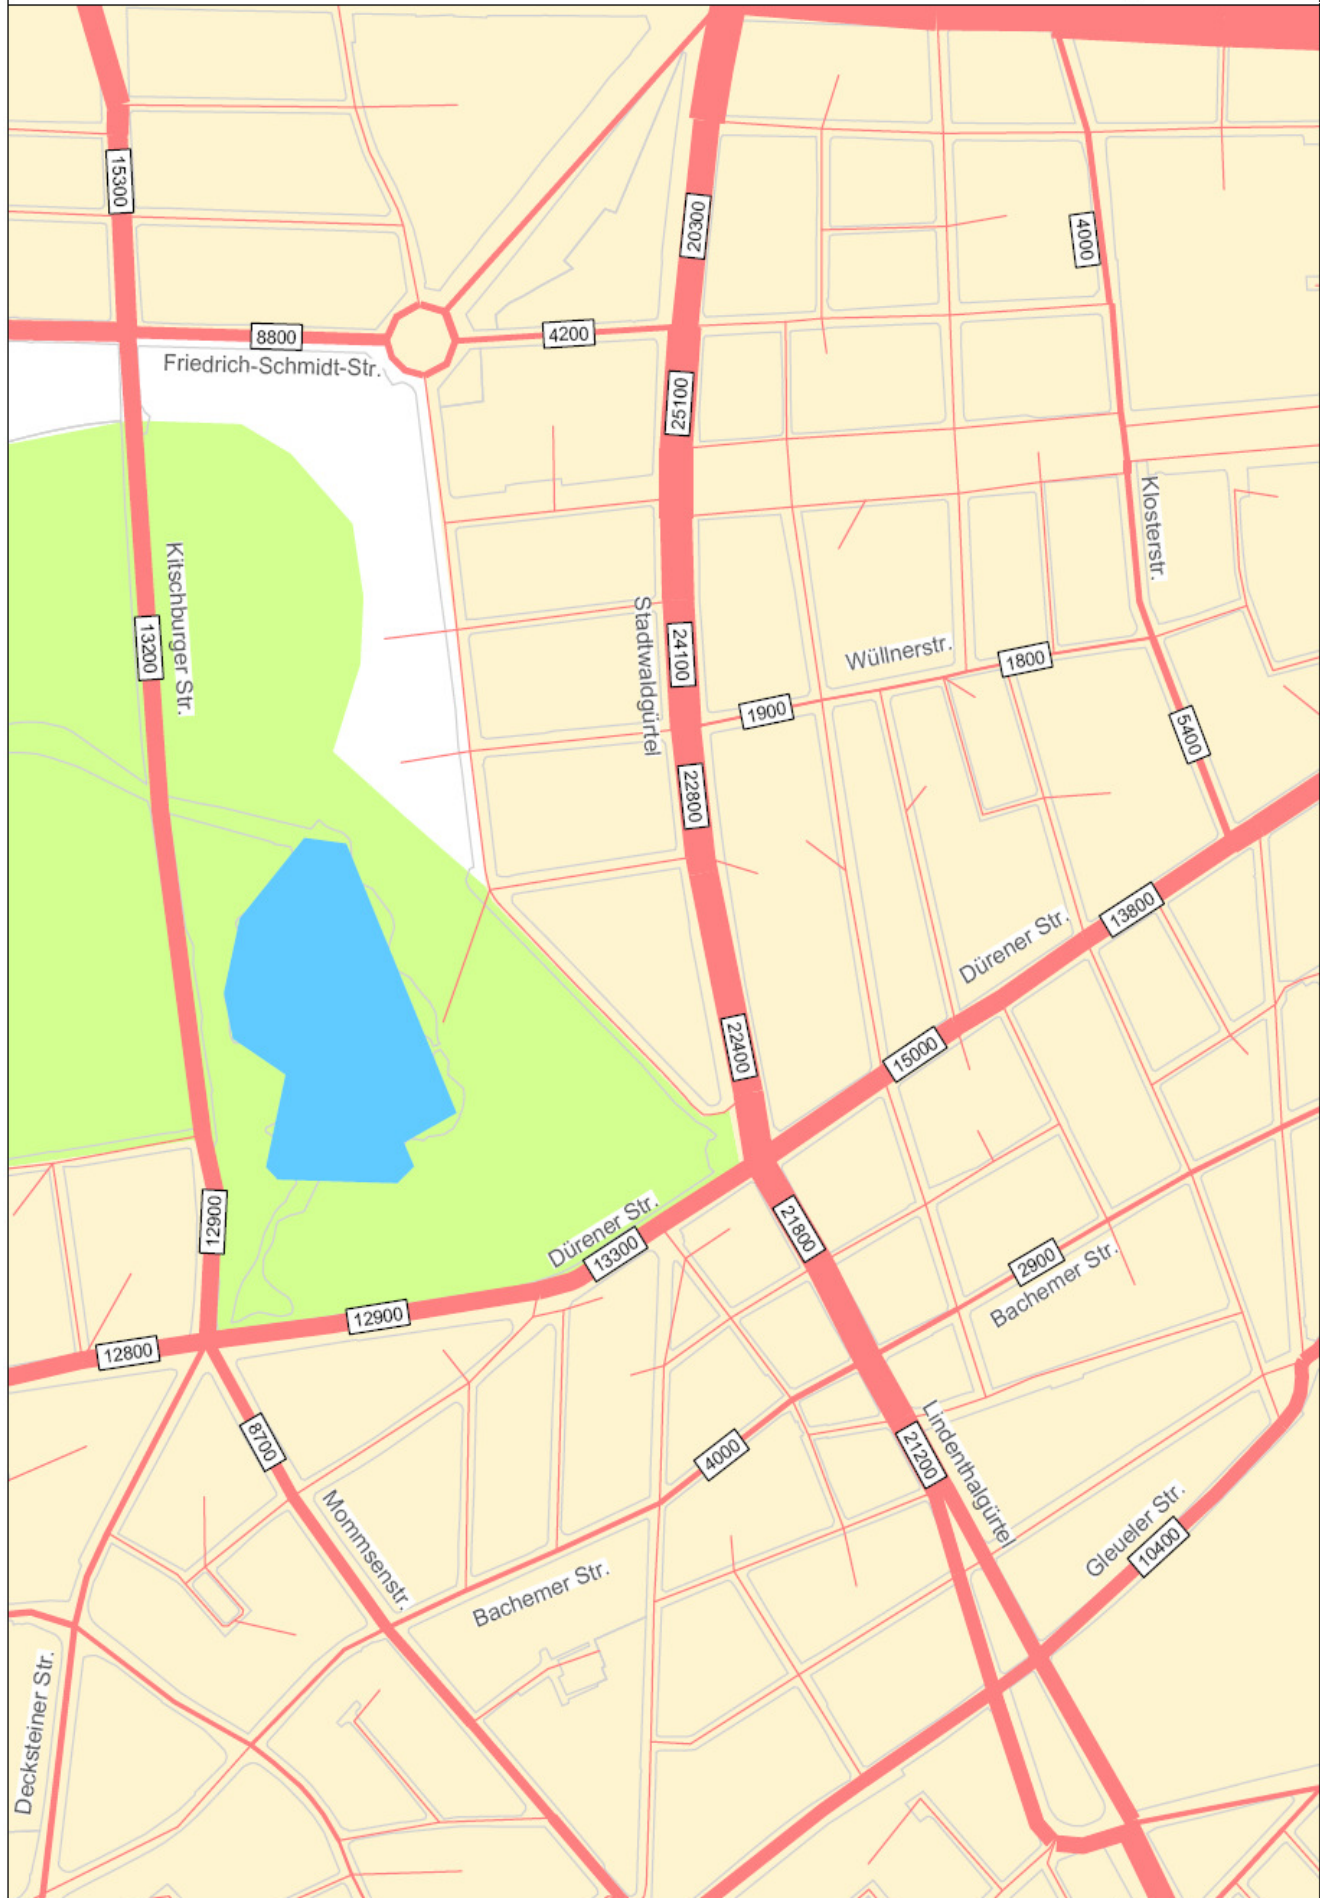 15300
20300
4000
8800
4200
Friedrich-Schmidt-Str.
25100
Klosterstr.
Kitschburger Str.
13200
Stadtwaldgürtel
24100
Wüllnerstr.
1800
1900
5400
22800
13800
Dürener Str.
22400
15000
12900
Dürener Str.
13300
21800
2900
Bachemer Str.
12900
12800
8700
4000
21200
Lindenthalgürtel
Mommsenstr.
Gleueler Str.
10400
Bachemer Str.
Decksteiner Str.